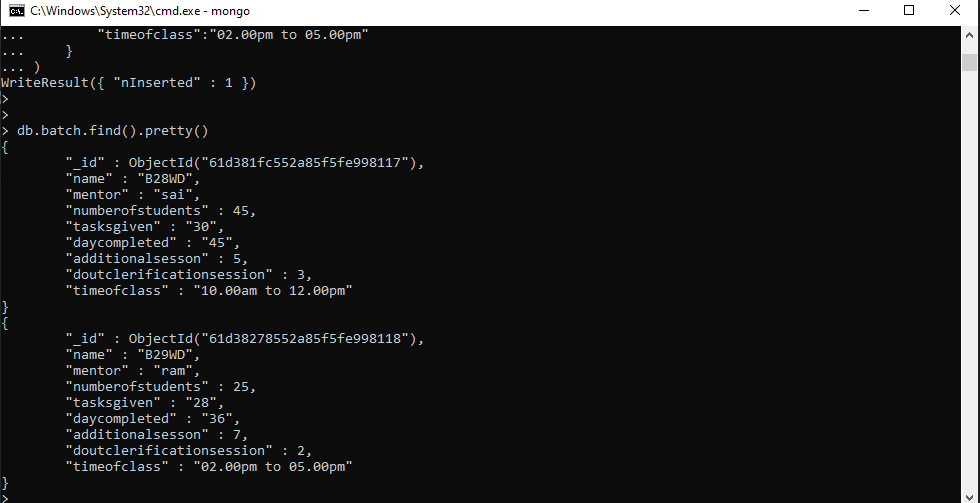 C:\Windows\System32\cmd.exe - mongo
...         "timeofclass":"02.00pm to 05.00pm"
...     }
... )
WriteResult({ "nInserted" : 1 })
>
>
> db.batch.find().pretty()
{
        "_id" : ObjectId("61d381fc552a85f5fe998117"),
        "name" : "B28WD",
        "mentor" : "sai",
        "numberofstudents" : 45,
        "tasksgiven" : "30",
        "daycompleted" : "45",
        "additionalsesson" : 5,
        "doutclerificationsession" : 3,
        "timeofclass" : "10.00am to 12.00pm"
}
{
        "_id" : ObjectId("61d38278552a85f5fe998118"),
        "name" : "B29WD",
        "mentor" : "ram",
        "numberofstudents" : 25,
        "tasksgiven" : "28",
        "daycompleted" : "36",
        "additionalsesson" : 7,
        "doutclerificationsession" : 2,
        "timeofclass" : "02.00pm to 05.00pm"
}
>